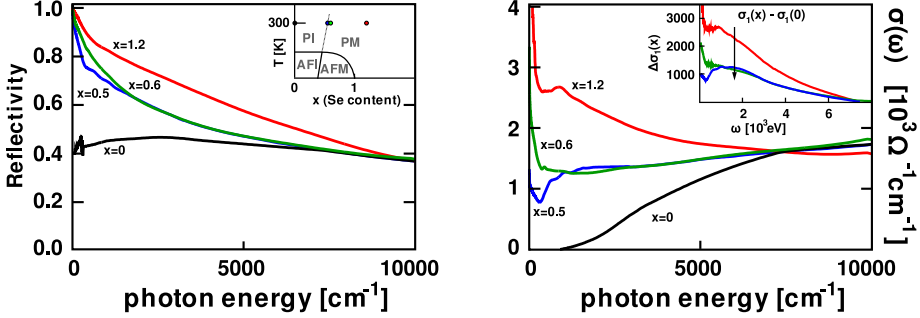 Reflectivity
1.0
0.8
0.6
0.4
0.2
0.0
0
5000
10000
photon energy [cm⁻¹]
x=1.2
x=0.6
x=0.5
x=0
T [K]
300
0
0
1
x (Se content)
PI
PM
AFI
AFM
4
3
2
1
0
0
5000
10000
photon energy [cm⁻¹]
σ(ω) [10³Ω⁻¹cm⁻¹]
x=1.2
x=0.6
x=0.5
x=0
Δσ₁(x)
3000
2000
1000
2
4
6
ω [10³eV]
σ₁(x) - σ₁(0)